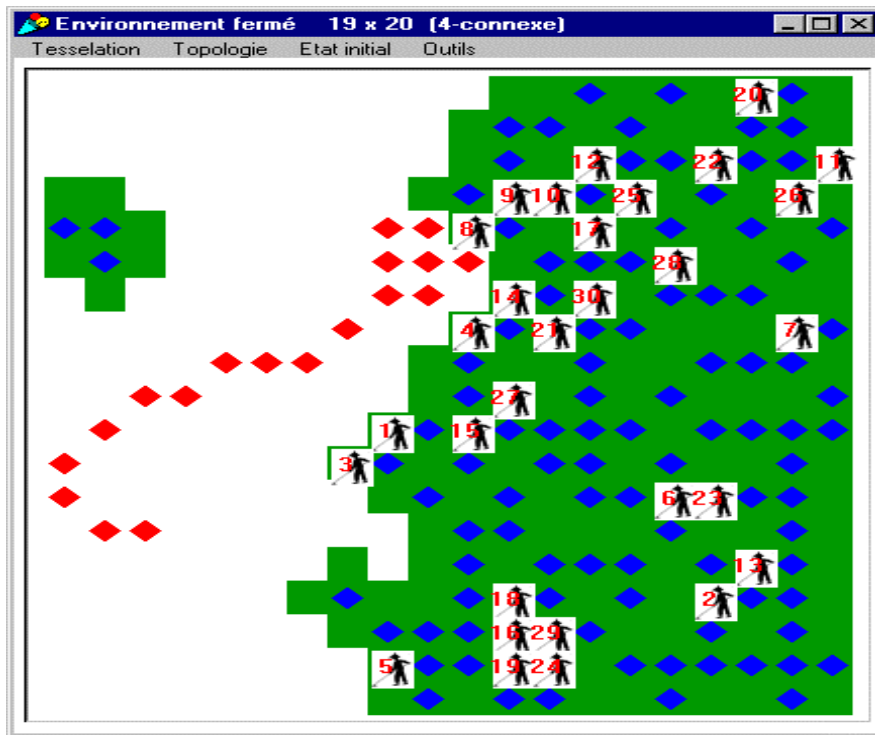 Environnement fermé 19 x 20 (4-connexe)
Tesselation Topologie Etat initial Outils
20
12 22 11
9 10 25 26
8 17
28
14 30
4 21 7
27
1 15
3
6 23
13
18 2
16 29
5 19 24